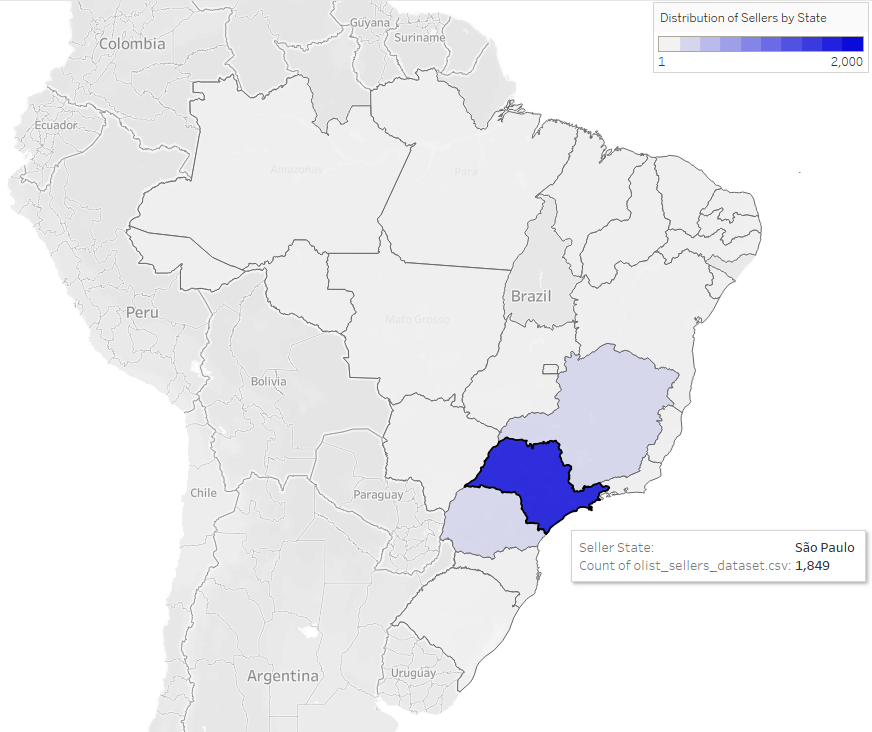 Distribution of Sellers by State
1 2,000
Guyana
Suriname
Colombia
Ecuador
Amazonas
Pará
Brazil
Peru
Mato Grosso
Bolivia
Chile
Paraguay
Seller State: São Paulo
Count of olist_sellers_dataset.csv: 1,849
Argentina
Uruguay